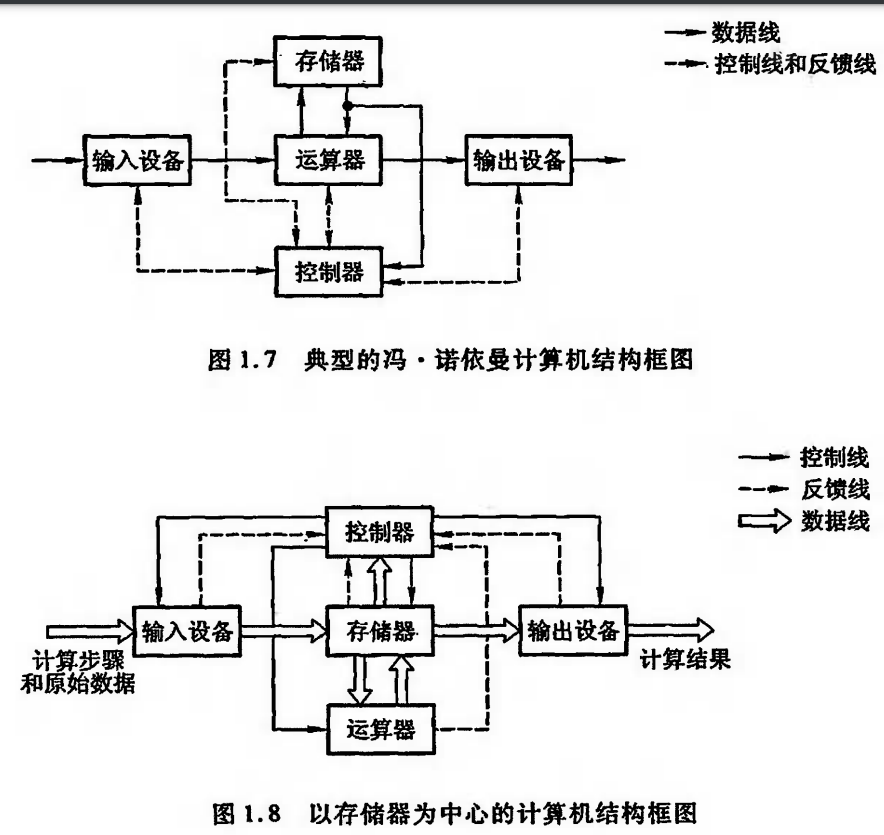 数据线
控制线和反馈线
存储器
输入设备
运算器
输出设备
控制器
图 1.7 典型的冯·诺依曼计算机结构框图
控制线
反馈线
数据线
控制器
输入设备
存储器
输出设备
计算步骤
和原始数据
计算结果
运算器
图 1.8 以存储器为中心的计算机结构框图